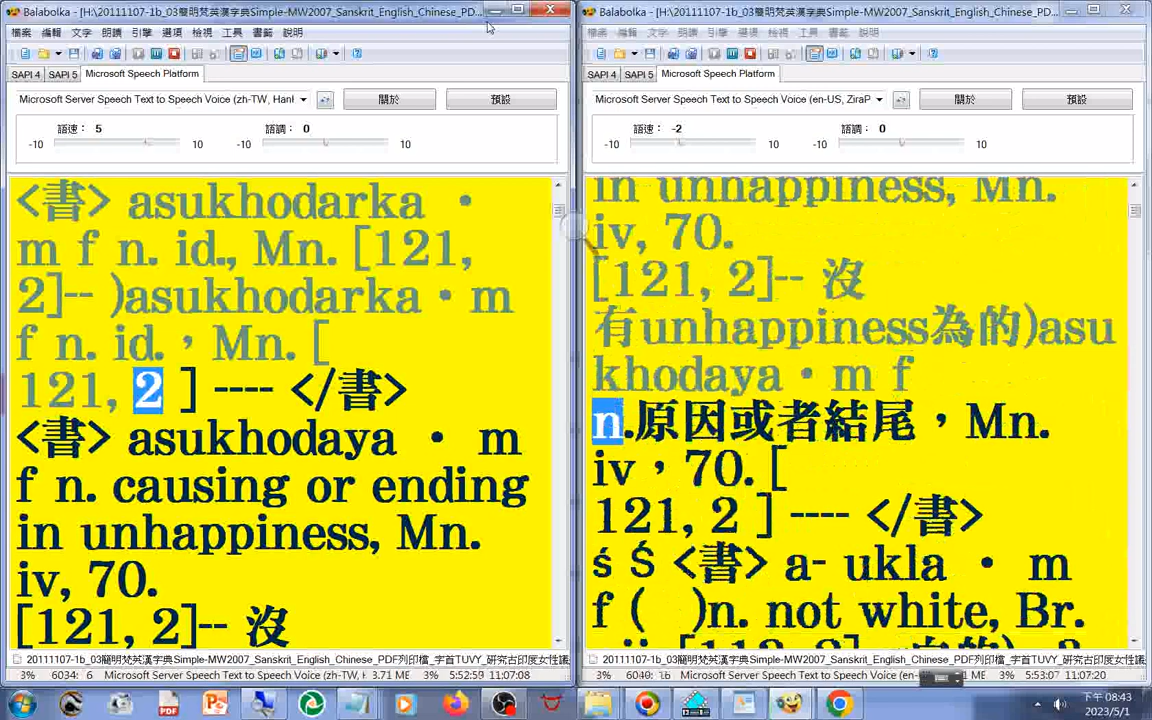 Balabolka - [H:\20111107-1b_03簡明梵英漢字典Simple-MW2007_Sanskrit_English_Chinese_PD...
檔案 編輯 文字 朗讀 引擎 選項 檢視 工具 書籤 說明
SAPI 4 SAPI 5 Microsoft Speech Platform
Microsoft Server Speech Text to Speech Voice (zh-TW, Han 關於 預設
語速： 5 語調： 0
-10 10 -10 10
<書> asukhodarka •
m f n. id., Mn. [121,
2]-- )asukhodarka • m
f n. id.，Mn. [
121, 2 ] ---- </書>
<書> asukhodaya • m
f n. causing or ending
in unhappiness, Mn.
iv, 70.
[121, 2]-- 沒
20111107-1b_03簡明梵英漢字典Simple-MW2007_Sanskrit_English_Chinese_PDF列印檔_字首TUVY_研究古印度女性議
3% 6034: 6 Microsoft Server Speech Text to Speech Voice (zh-TW, 3.71 ME 3% 5:52:59 11:07:08
Balabolka - [H:\20111107-1b_03簡明梵英漢字典Simple-MW2007_Sanskrit_English_Chinese_PD...
檔案 編輯 文字 朗讀 引擎 選項 檢視 工具 書籤 說明
SAPI 4 SAPI 5 Microsoft Speech Platform
Microsoft Server Speech Text to Speech Voice (en-US, ZiraP 關於 預設
語速： -2 語調： 0
-10 10 -10 10
in unhappiness, Mn.
iv, 70.
[121, 2]-- 沒
有unhappiness為的)asu
khodaya • m f
n.原因或者結尾，Mn.
iv，70. [
121, 2 ] ---- </書>
ś Ś <書> a- ukla • m
f ( )n. not white, Br.
20111107-1b_03簡明梵英漢字典Simple-MW2007_Sanskrit_English_Chinese_PDF列印檔_字首TUVY_研究古印度女性議
3% 6049: 16 Microsoft Server Speech Text to Speech Voice 3% 5:53:07 11:07:20
下午 08:43
2023/5/1